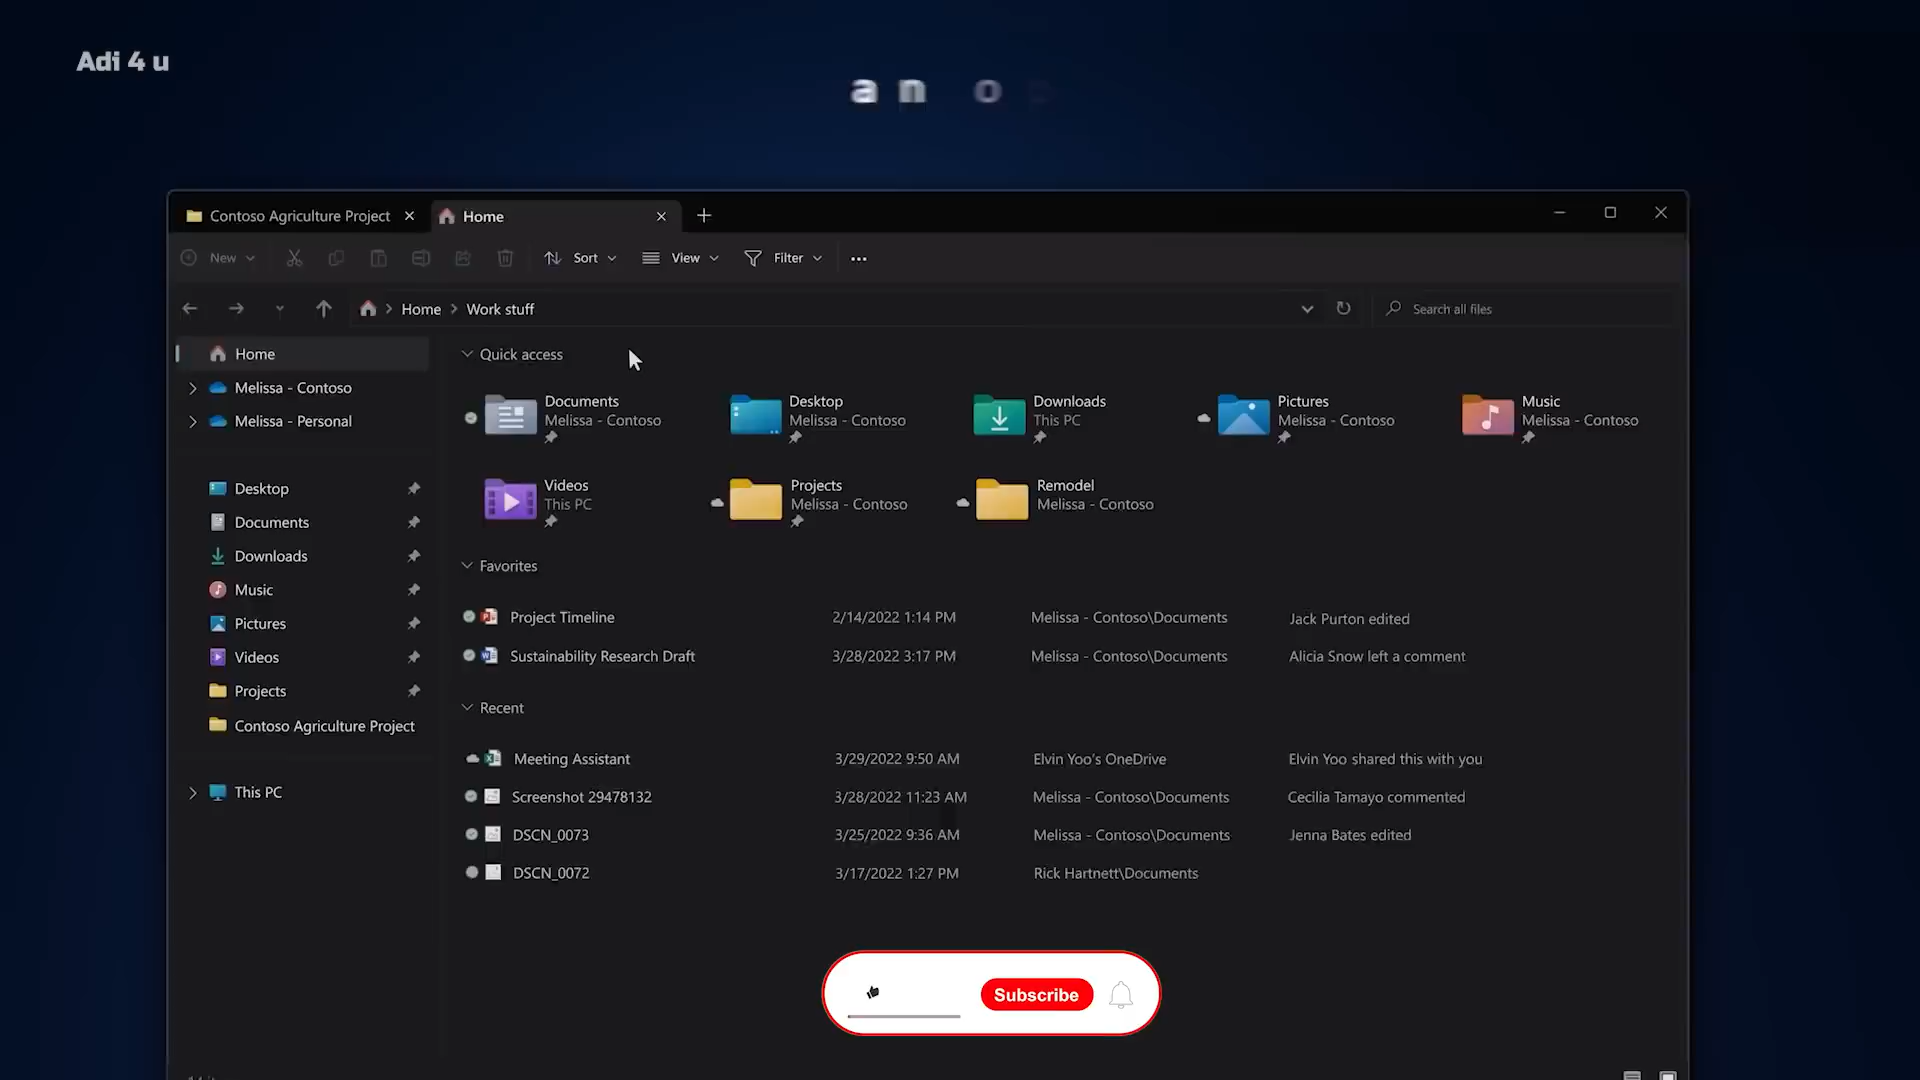 Adi 4 u
an o
Contoso Agriculture Project
Home
New
Sort
View
Filter
Home
Work stuff
Search all files
Home
Melissa - Contoso
Melissa - Personal
Desktop
Documents
Downloads
Music
Pictures
Videos
Projects
Contoso Agriculture Project
This PC
Quick access
Documents
Melissa - Contoso
Desktop
Melissa - Contoso
Downloads
This PC
Pictures
Melissa - Contoso
Music
Melissa - Contoso
Videos
This PC
Projects
Melissa - Contoso
Remodel
Melissa - Contoso
Favorites
Project Timeline 2/14/2022 1:14 PM Melissa - Contoso\Documents Jack Purton edited
Sustainability Research Draft 3/28/2022 3:17 PM Melissa - Contoso\Documents Alicia Snow left a comment
Recent
Meeting Assistant 3/29/2022 9:50 AM Elvin Yoo's OneDrive Elvin Yoo shared this with you
Screenshot 29478132 3/28/2022 11:23 AM Melissa - Contoso\Documents Cecilia Tamayo commented
DSCN_0073 3/25/2022 9:36 AM Melissa - Contoso\Documents Jenna Bates edited
DSCN_0072 3/17/2022 1:27 PM Rick Hartnett\Documents
Subscribe